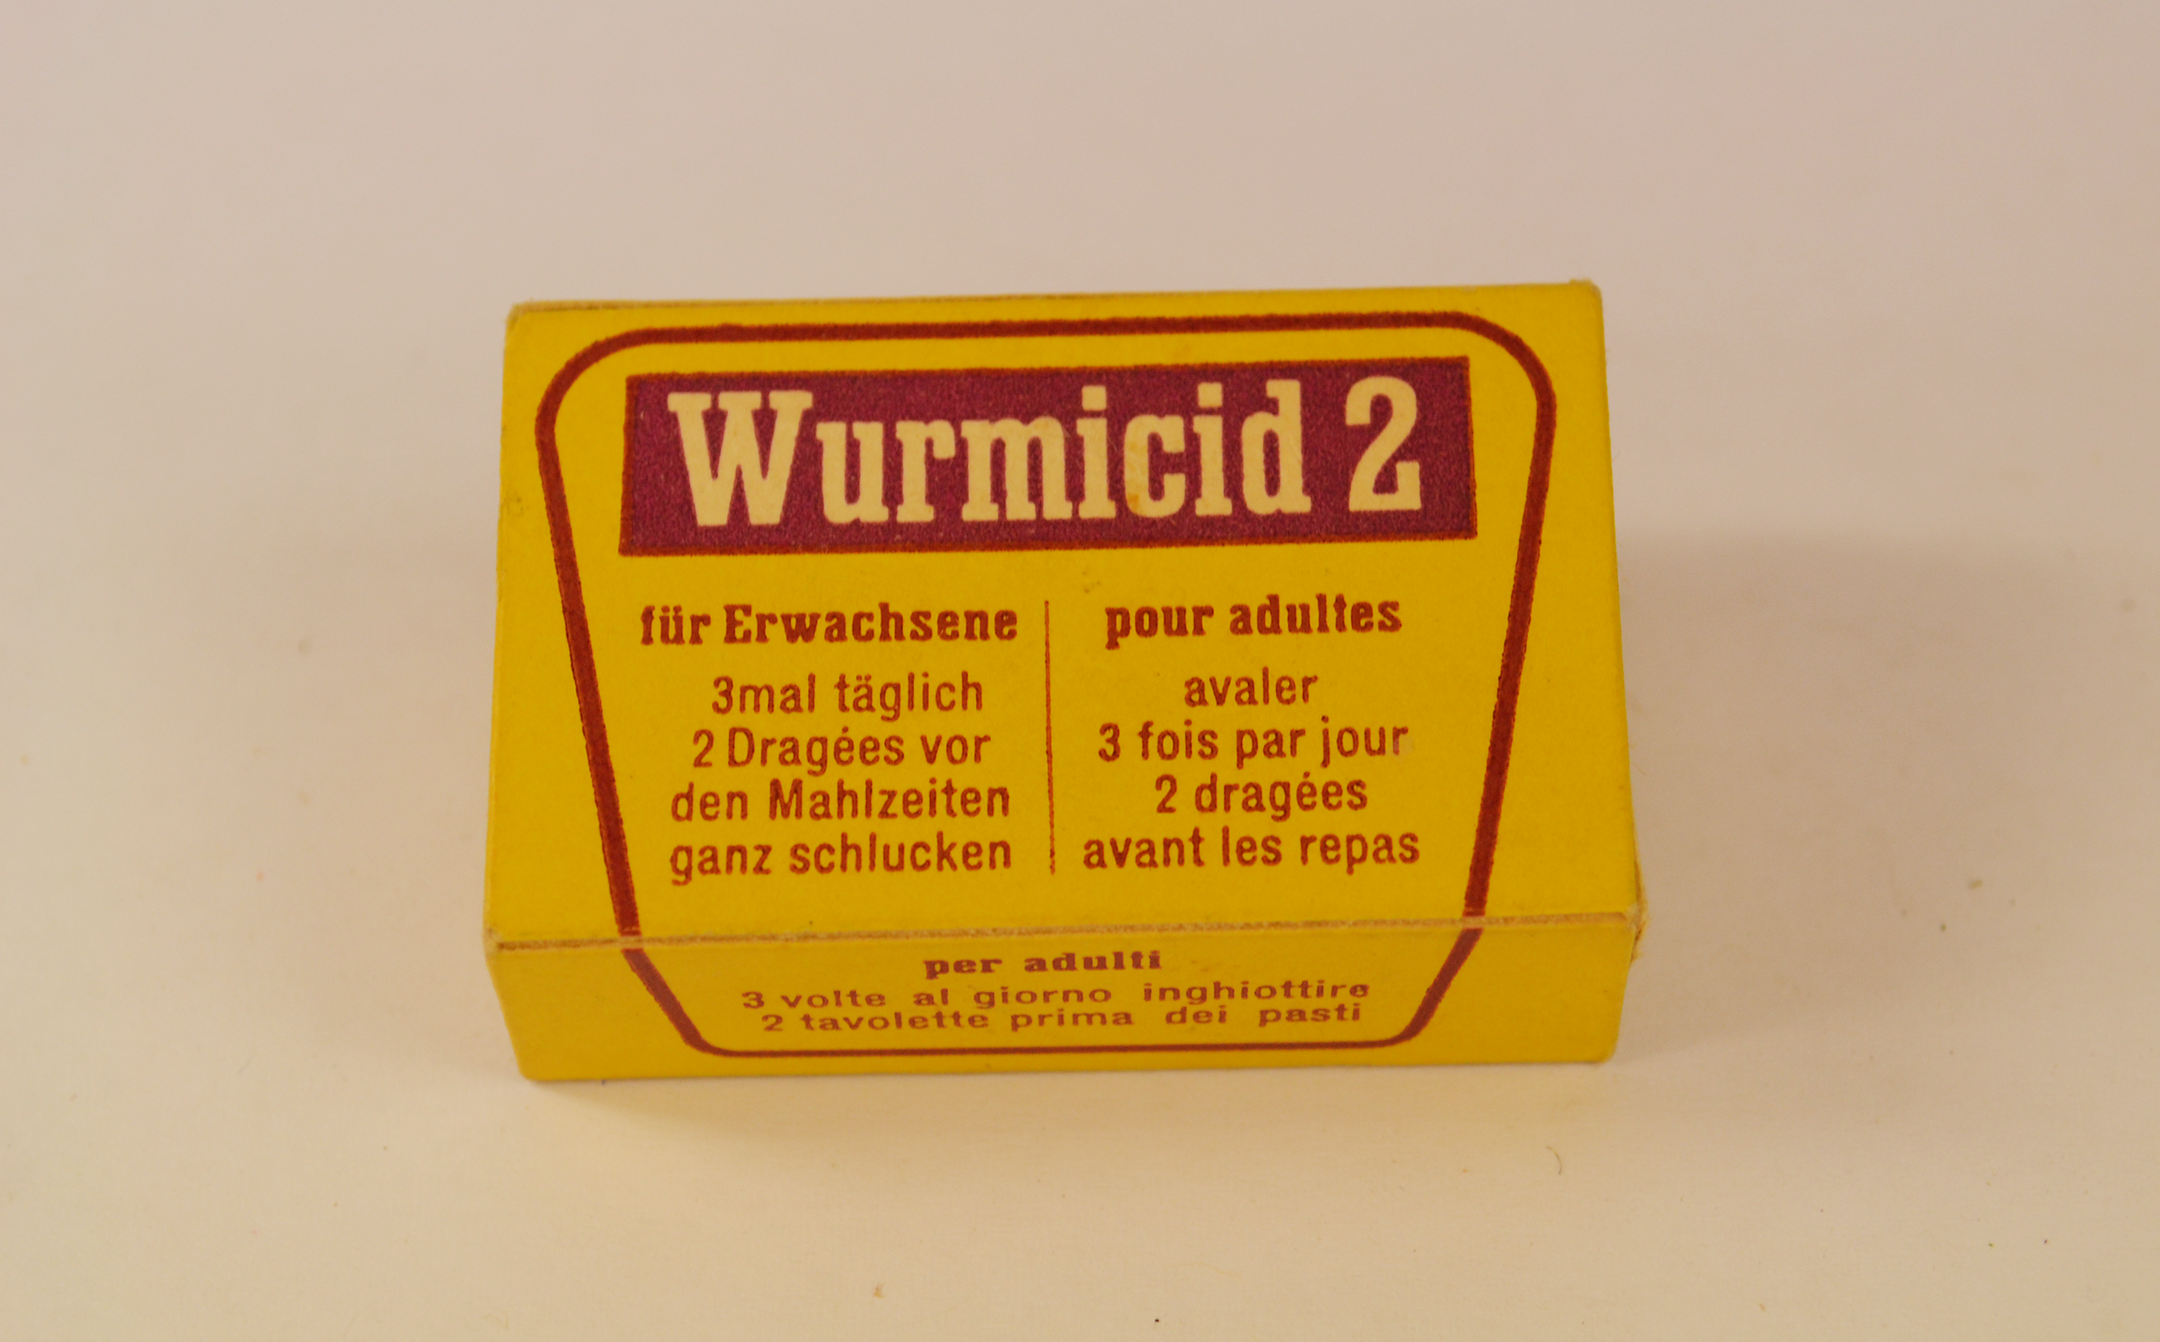 Wurmicid 2
für Erwachsene
3mal täglich
2 Dragées vor
den Mahlzeiten
ganz schlucken
pour adultes
avaler
3 fois par jour
2 dragées
avant les repas
per adulti
3 volte al giorno inghiottire
2 tavolette prima dei pasti